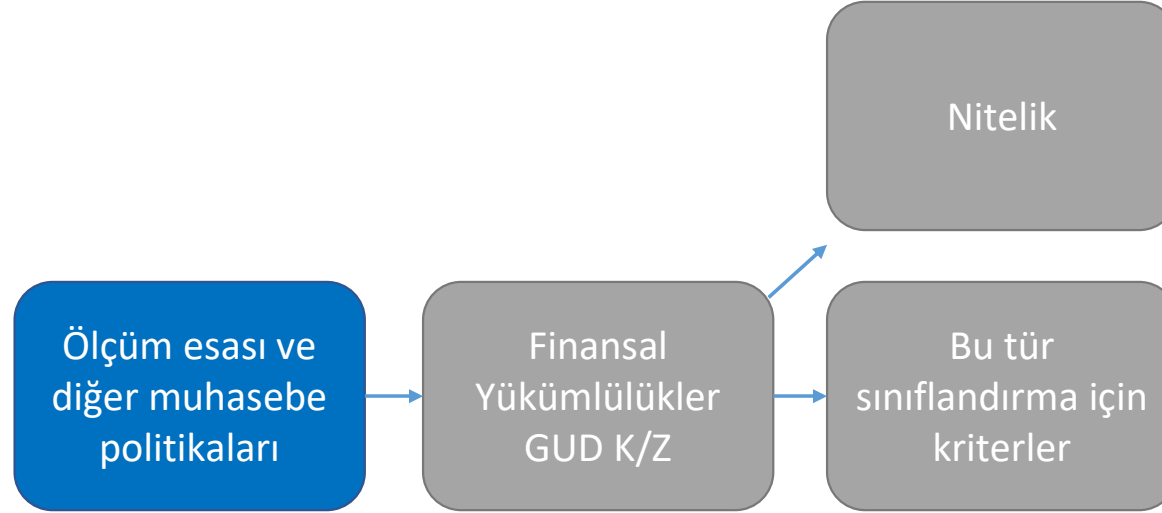 Nitelik
Ölçüm esası ve
diğer muhasebe
politikaları
Finansal
Yükümlülükler
GUD K/Z
Bu tür
sınıflandırma için
kriterler